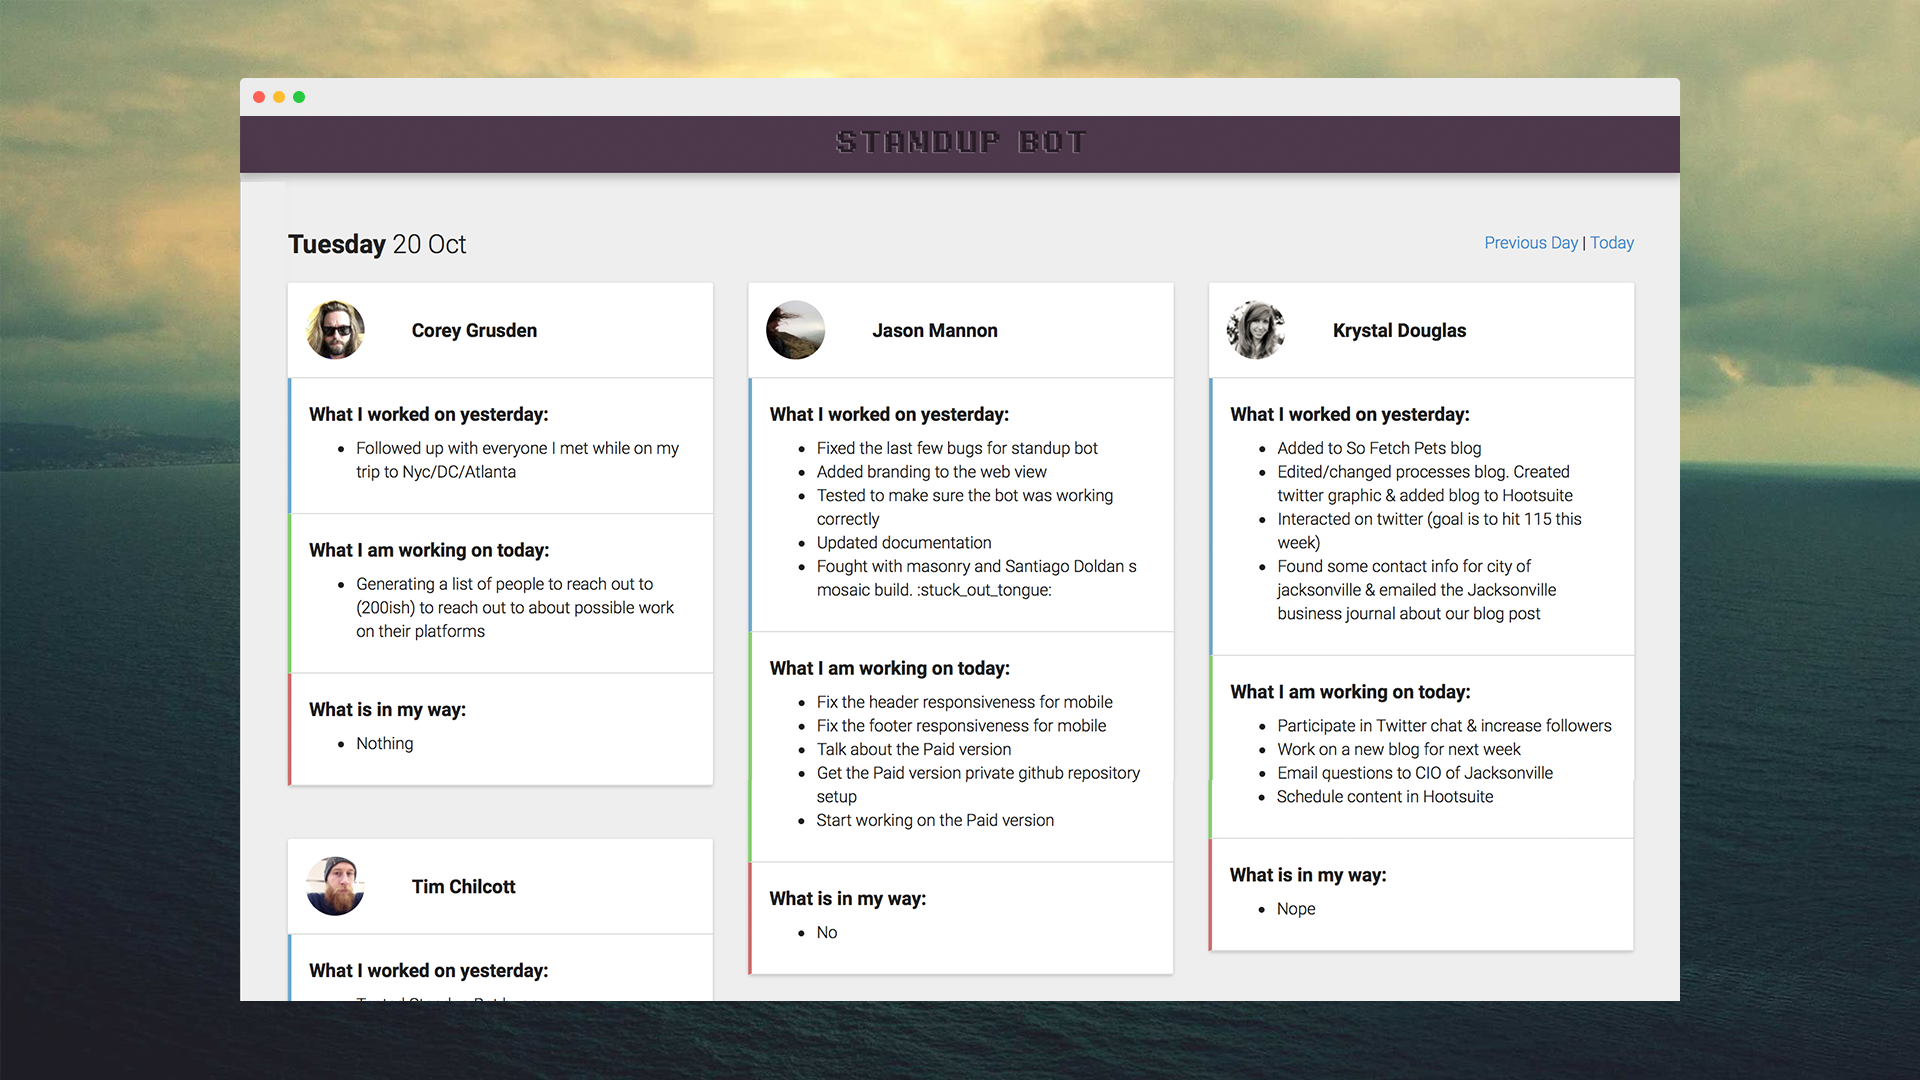 STANDUP BOT
Tuesday 20 Oct
Previous Day | Today
Corey Grusden
What I worked on yesterday:
Followed up with everyone I met while on my
trip to Nyc/DC/Atlanta
What I am working on today:
Generating a list of people to reach out to
(200ish) to reach out to about possible work
on their platforms
What is in my way:
Nothing
Tim Chilcott
What I worked on yesterday:
Jason Mannon
What I worked on yesterday:
Fixed the last few bugs for standup bot
Added branding to the web view
Tested to make sure the bot was working
correctly
Updated documentation
Fought with masonry and Santiago Doldan s
mosaic build. :stuck_out_tongue:
What I am working on today:
Fix the header responsiveness for mobile
Fix the footer responsiveness for mobile
Talk about the Paid version
Get the Paid version private github repository
setup
Start working on the Paid version
What is in my way:
No
Krystal Douglas
What I worked on yesterday:
Added to So Fetch Pets blog
Edited/changed processes blog. Created
twitter graphic & added blog to Hootsuite
Interacted on twitter (goal is to hit 115 this
week)
Found some contact info for city of
jacksonville & emailed the Jacksonville
business journal about our blog post
What I am working on today:
Participate in Twitter chat & increase followers
Work on a new blog for next week
Email questions to CIO of Jacksonville
Schedule content in Hootsuite
What is in my way:
Nope